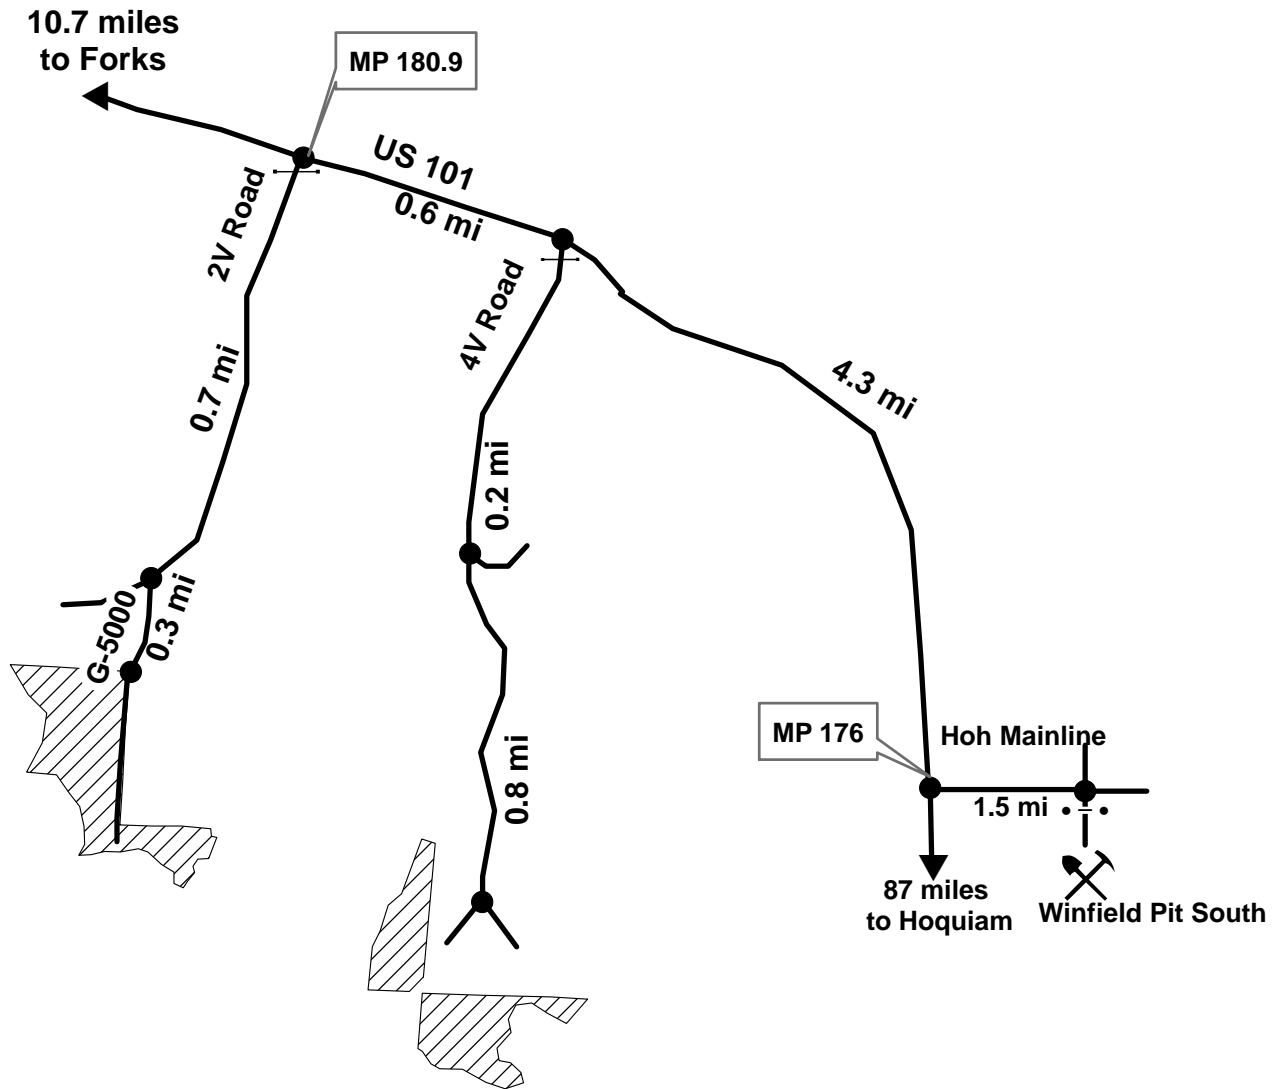 10.7 miles
to Forks
MP 180.9
US 101
0.6 mi
2V Road
4V Road
0.7 mi
4.3 mi
0.2 mi
G-5000
0.3 mi
0.8 mi
MP 176
Hoh Mainline
1.5 mi
87 miles
to Hoquiam
Winfield Pit South